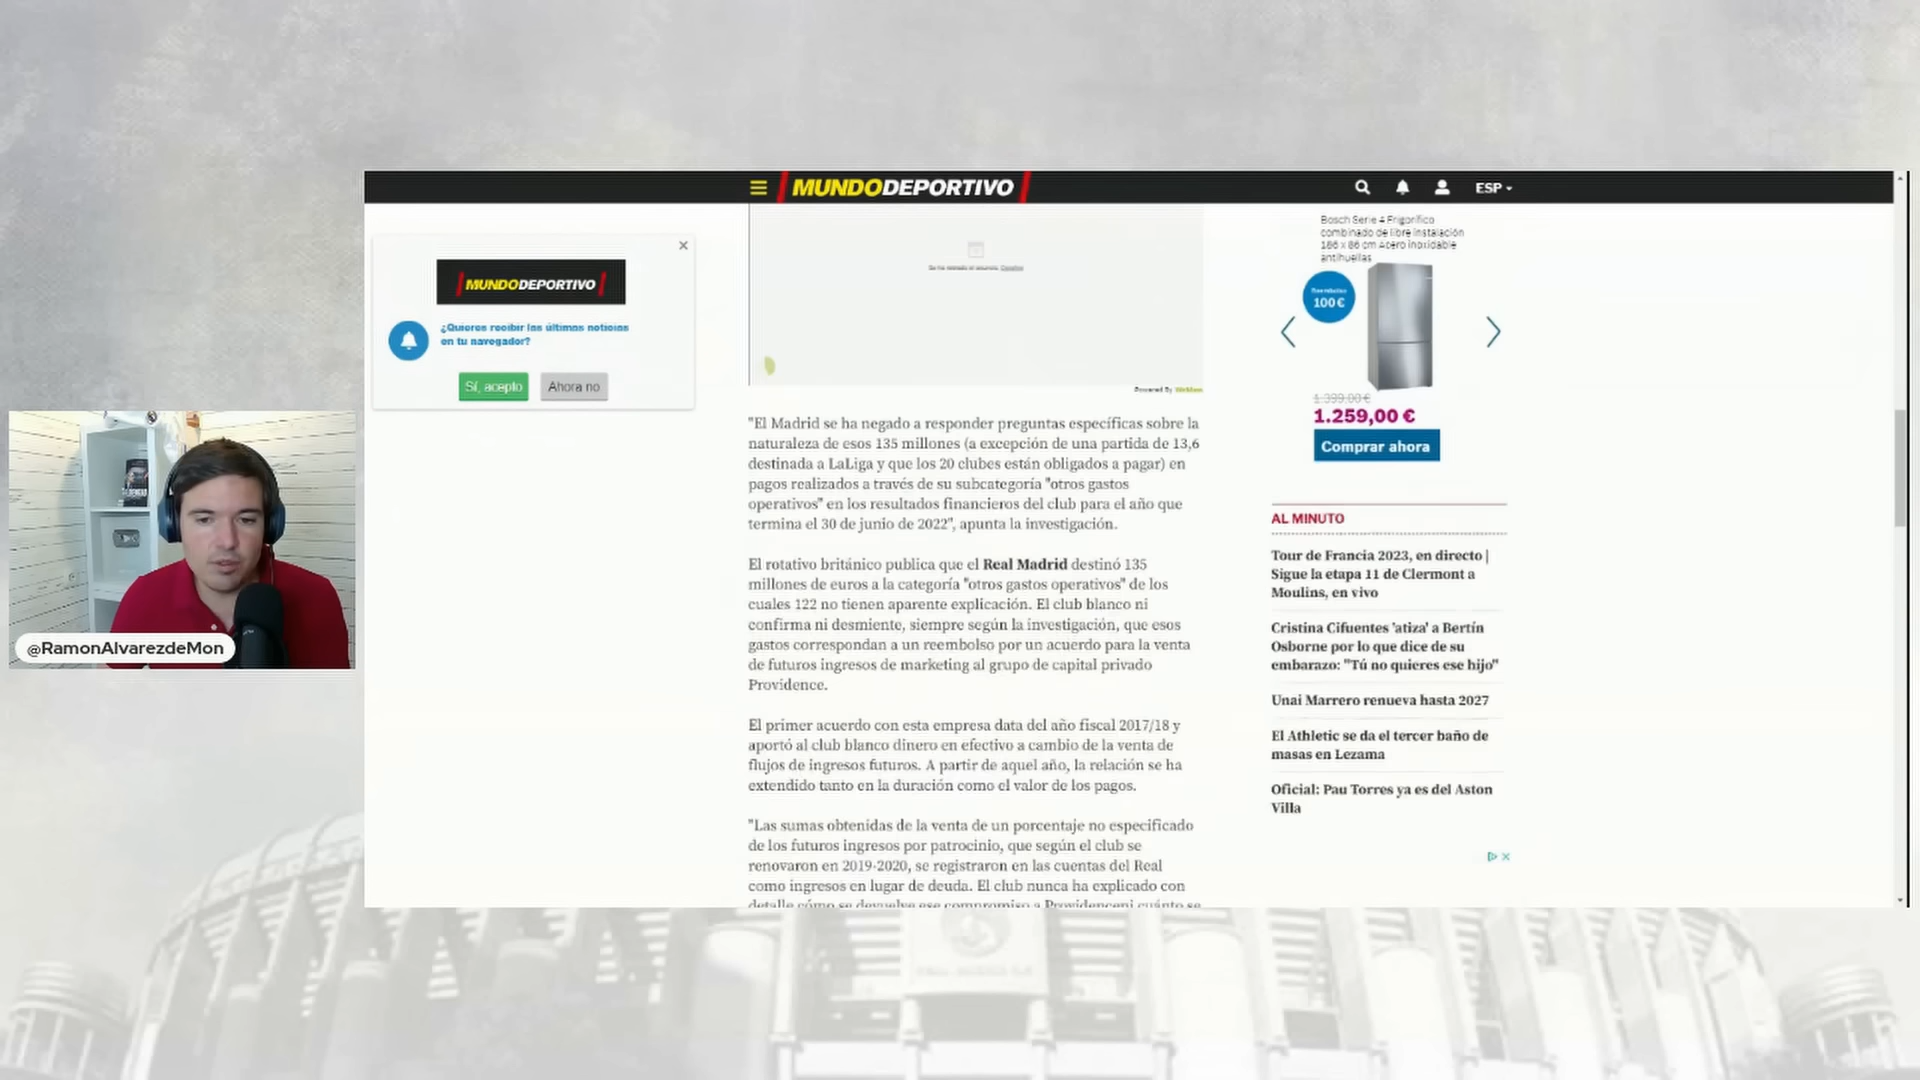 MUNDODEPORTIVO
ESP
MUNDODEPORTIVO
¿Quieres recibir las últimas noticias
en tu navegador?
Sí, acepto
Ahora no
@RamonAlvarezdeMon
Powered By
"El Madrid se ha negado a responder preguntas específicas sobre la
naturaleza de esos 135 millones (a excepción de una partida de 13,6
destinada a LaLiga y que los 20 clubes están obligados a pagar) en
pagos realizados a través de su subcategoría "otros gastos
operativos" en los resultados financieros del club para el año que
termina el 30 de junio de 2022", apunta la investigación.
El rotativo británico publica que el Real Madrid destinó 135
millones de euros a la categoría "otros gastos operativos" de los
cuales 122 no tienen aparente explicación. El club blanco ni
confirma ni desmiente, siempre según la investigación, que esos
gastos correspondan a un reembolso por un acuerdo para la venta
de futuros ingresos de marketing al grupo de capital privado
Providence.
El primer acuerdo con esta empresa data del año fiscal 2017/18 y
aportó al club blanco dinero en efectivo a cambio de la venta de
flujos de ingresos futuros. A partir de aquel año, la relación se ha
extendido tanto en la duración como el valor de los pagos.
"Las sumas obtenidas de la venta de un porcentaje no especificado
de los futuros ingresos por patrocinio, que según el club se
renovaron en 2019-2020, se registraron en las cuentas del Real
como ingresos en lugar de deuda. El club nunca ha explicado con
detalle cómo se devuelve ese compromiso a Providenceni cuánto se
Bosch Serie 4 Frigorífico
combinado de libre instalación
186 x 86 cm Acero inoxidable
antihuellas
100 €
1.399,00 €
1.259,00 €
Comprar ahora
AL MINUTO
Tour de Francia 2023, en directo |
Sigue la etapa 11 de Clermont a
Moulins, en vivo
Cristina Cifuentes 'atiza' a Bertín
Osborne por lo que dice de su
embarazo: "Tú no quieres ese hijo"
Unai Marrero renueva hasta 2027
El Athletic se da el tercer baño de
masas en Lezama
Oficial: Pau Torres ya es del Aston
Villa